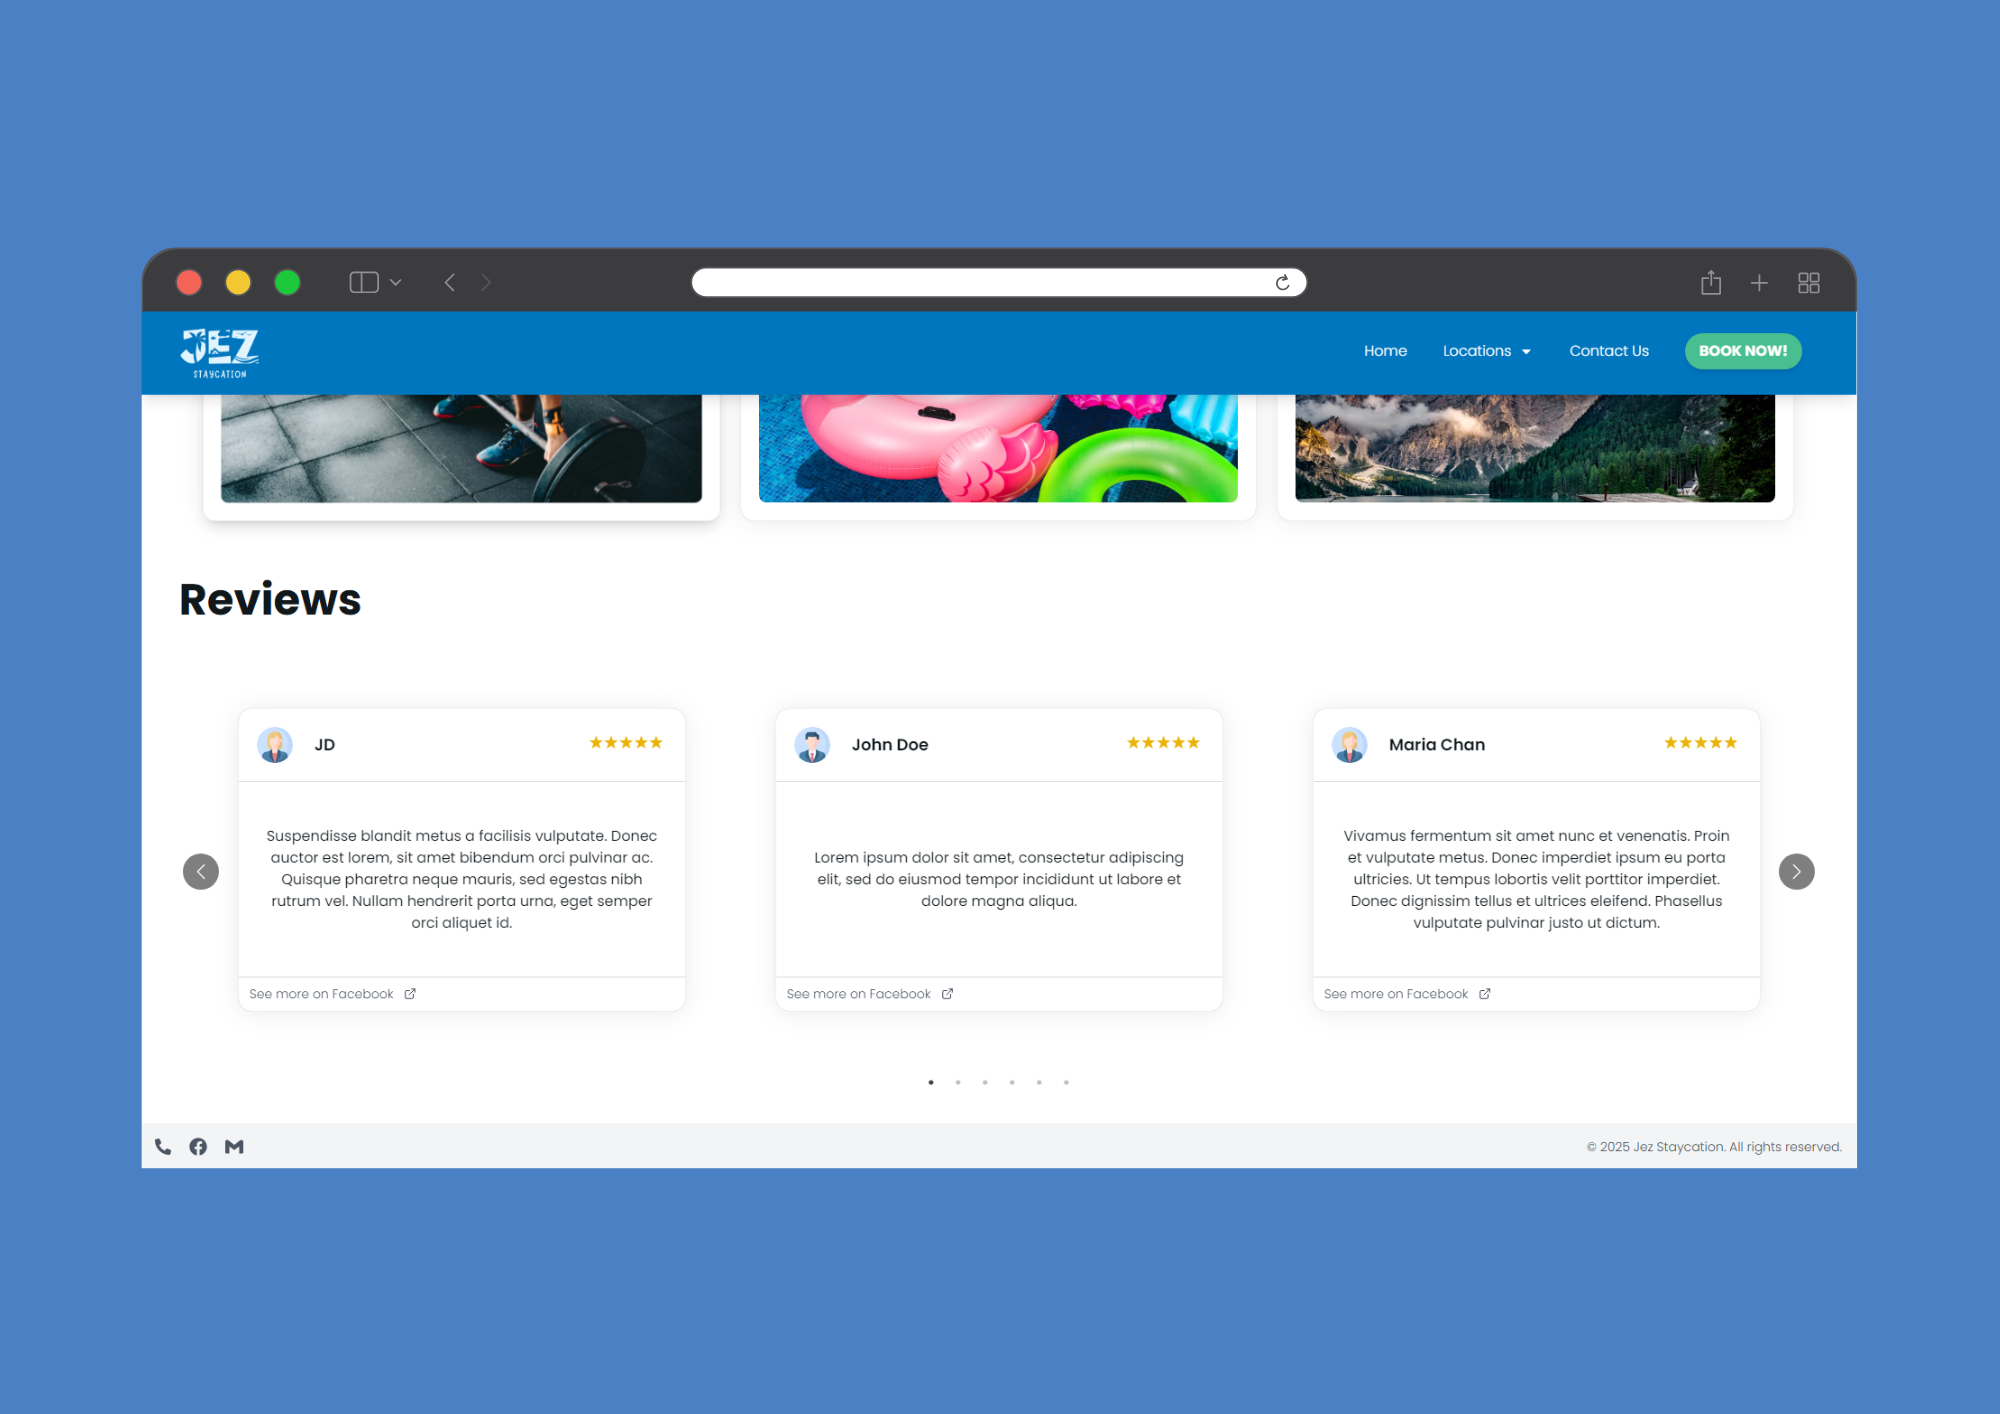 JEZ
STAYCATION
Home
Locations
Contact Us
BOOK NOW!
Reviews
JD
Suspendisse blandit metus a facilisis vulputate. Donec
auctor est lorem, sit amet bibendum orci pulvinar ac.
Quisque pharetra neque mauris, sed egestas nibh
rutrum vel. Nullam hendrerit porta urna, eget semper
orci aliquet id.
See more on Facebook
John Doe
Lorem ipsum dolor sit amet, consectetur adipiscing
elit, sed do eiusmod tempor incididunt ut labore et
dolore magna aliqua.
See more on Facebook
Maria Chan
Vivamus fermentum sit amet nunc et venenatis. Proin
et vulputate metus. Donec imperdiet ipsum eu porta
ultricies. Ut tempus lobortis velit porttitor imperdiet.
Donec dignissim tellus et ultrices eleifend. Phasellus
vulputate pulvinar justo ut dictum.
See more on Facebook
© 2025 Jez Staycation. All rights reserved.